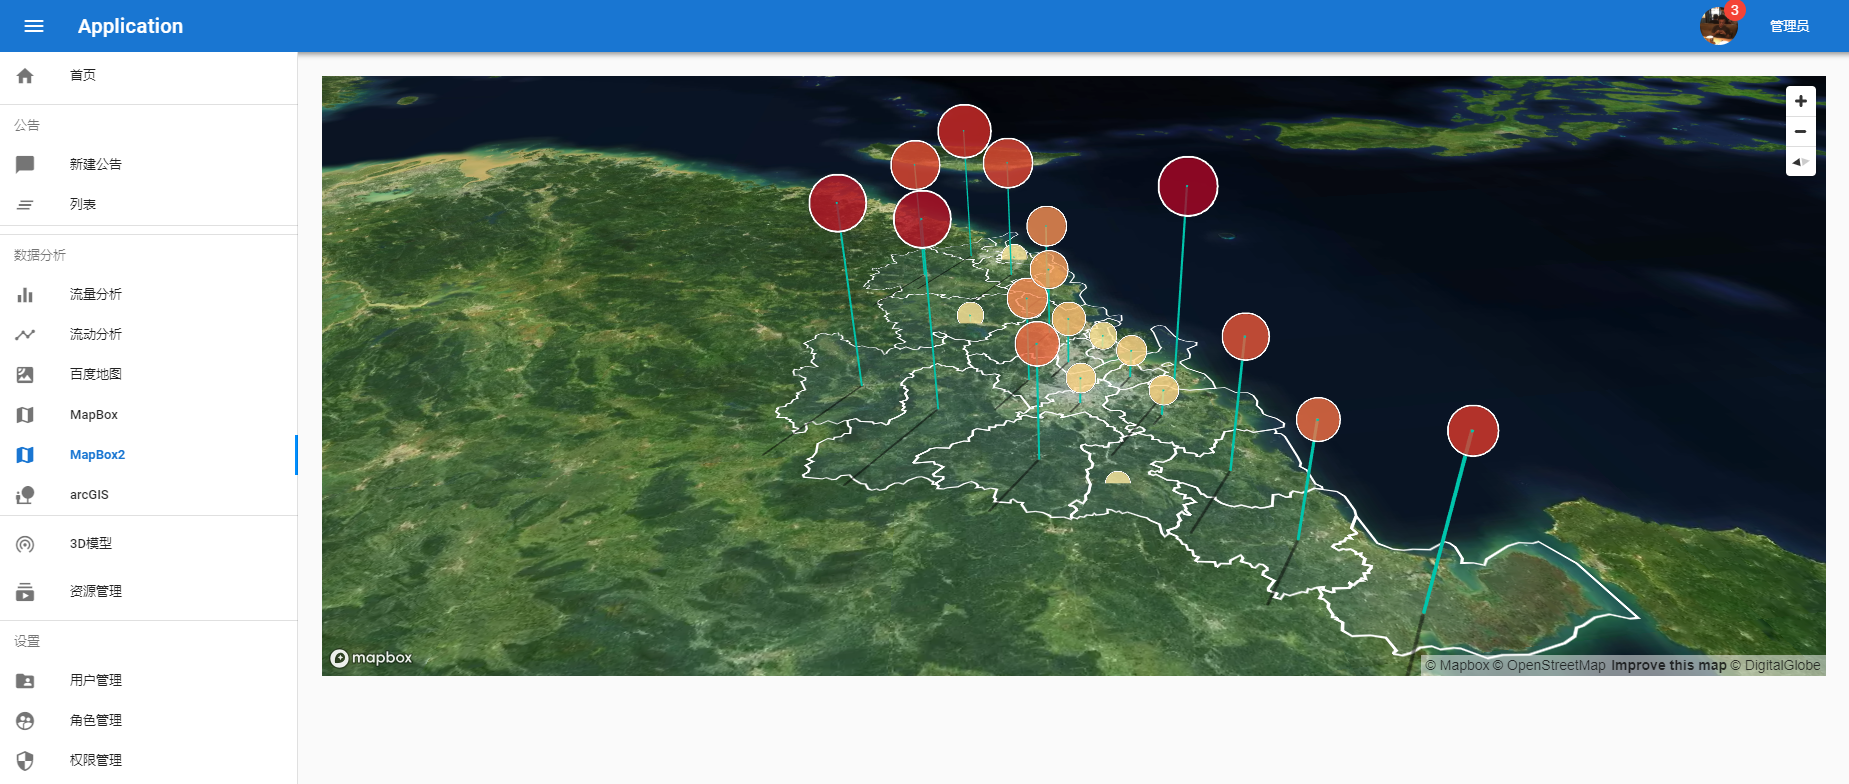 Application
3
管理员
首页
公告
新建公告
列表
数据分析
流量分析
流动分析
百度地图
MapBox
MapBox2
arcGIS
3D模型
资源管理
设置
用户管理
角色管理
权限管理
mapbox
© Mapbox © OpenStreetMap Improve this map © DigitalGlobe